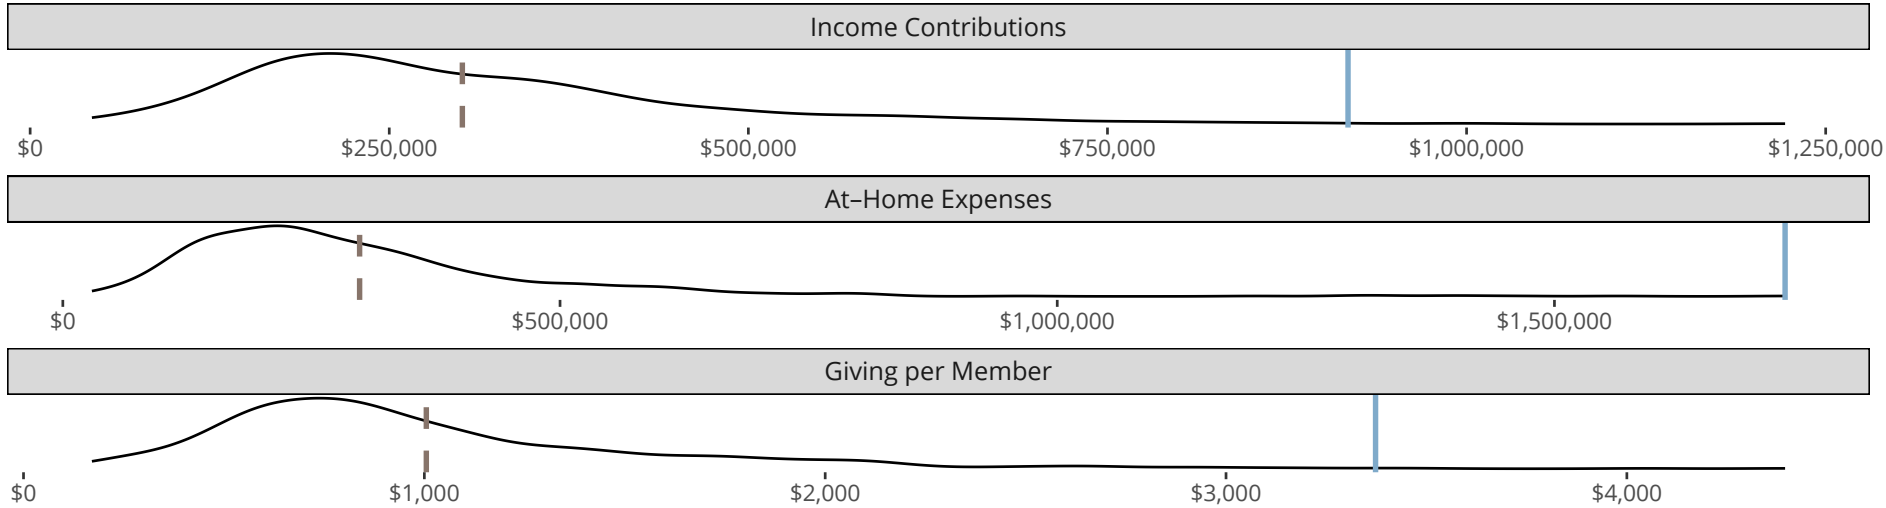 Income Contributions
$0 $250,000 $500,000 $750,000 $1,000,000 $1,250,000
At–Home Expenses
$0 $500,000 $1,000,000 $1,500,000
Giving per Member
$0 $1,000 $2,000 $3,000 $4,000